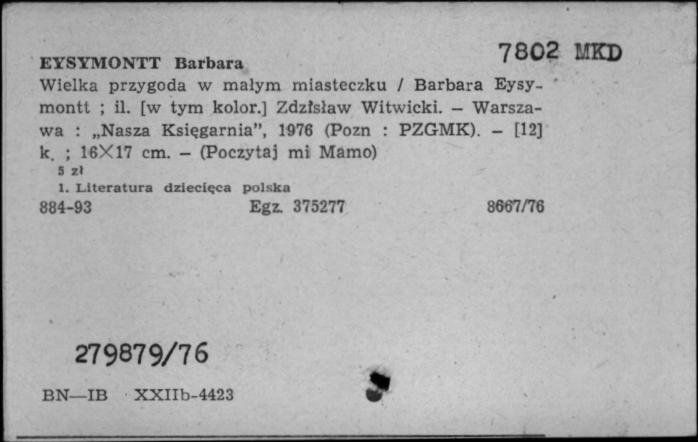 7802 MKD
EYSYMONTT Barbara
Wielka przygoda w małym miasteczku / Barbara Eysy-
montt ; il. [w tym kolor.] Zdzisław Witwicki. — Warsza-
wa : „Nasza Księgarnia”, 1976 (Pozn : PZGMK). — [12]
k. ; 16×17 cm. — (Poczytaj mi Mamo)
5 zł
1. Literatura dziecięca polska
884-93 Egz. 375277 8667/76
279879/76
BN—IB XXIIb-4423